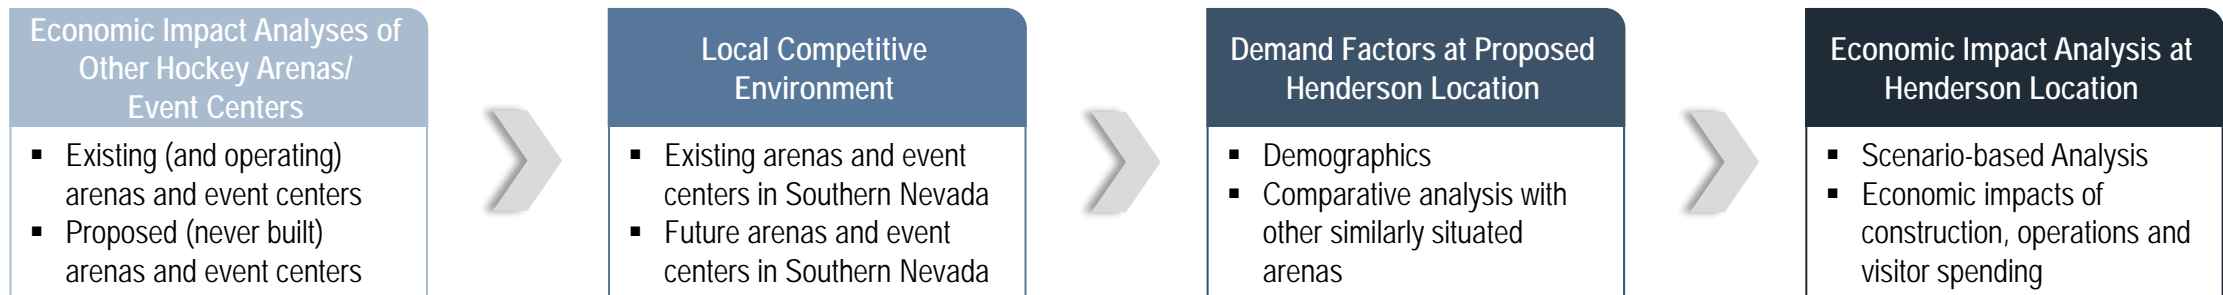 Economic Impact Analyses of
Other Hockey Arenas/
Event Centers
▪ Existing (and operating)
arenas and event centers
▪ Proposed (never built)
arenas and event centers
Local Competitive
Environment
▪ Existing arenas and event
centers in Southern Nevada
▪ Future arenas and event
centers in Southern Nevada
Demand Factors at Proposed
Henderson Location
▪ Demographics
▪ Comparative analysis with
other similarly situated
arenas
Economic Impact Analysis at
Henderson Location
▪ Scenario-based Analysis
▪ Economic impacts of
construction, operations and
visitor spending